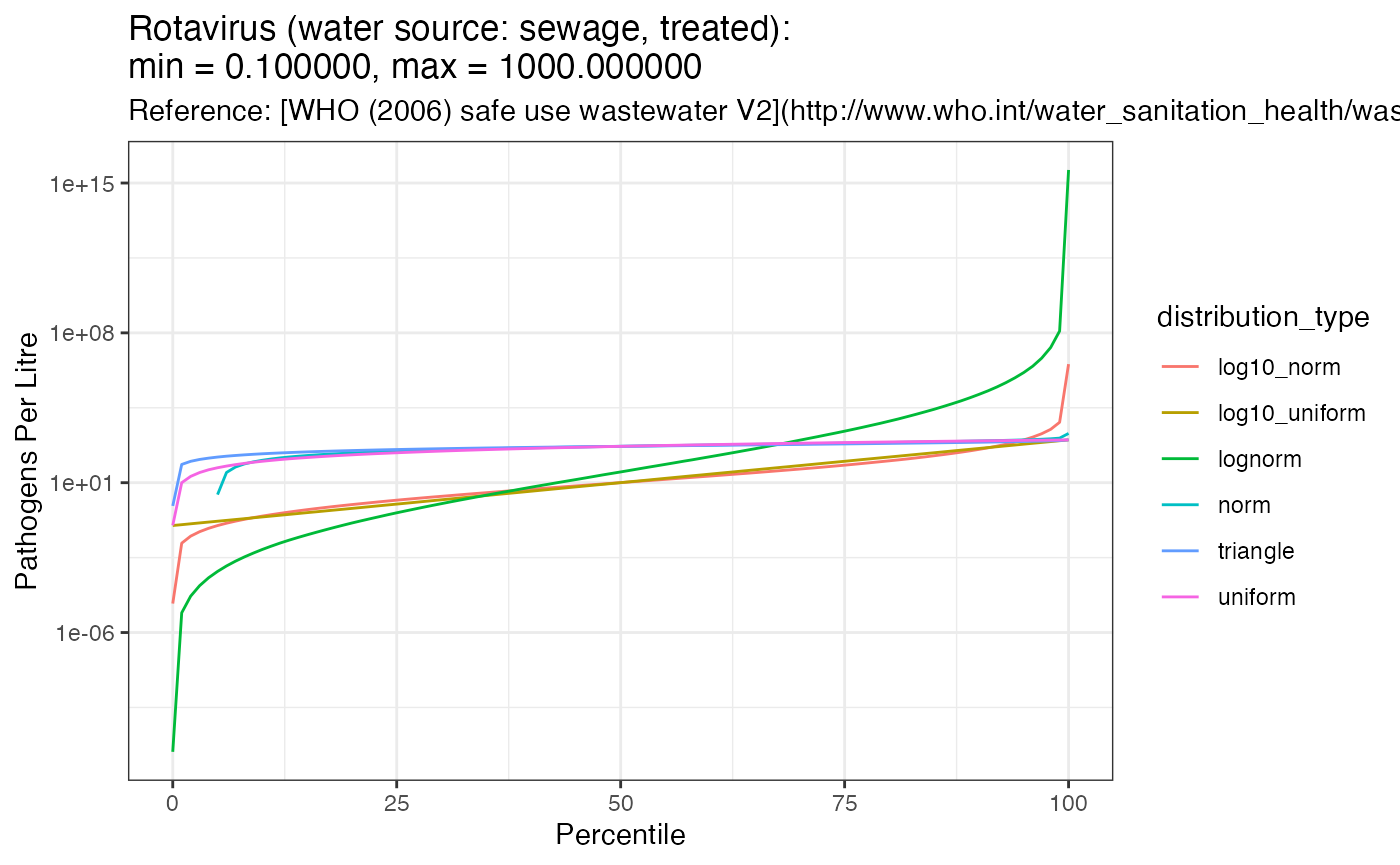 Rotavirus (water source: sewage, treated):
min = 0.100000, max = 1000.000000
Reference: [WHO (2006) safe use wastewater V2](http://www.who.int/water_sanitation_health/was
Pathogens Per Litre
1e+15
1e+08
1e+01
1e-06
0 25 50 75 100
Percentile
distribution_type
log10_norm
log10_uniform
lognorm
norm
triangle
uniform